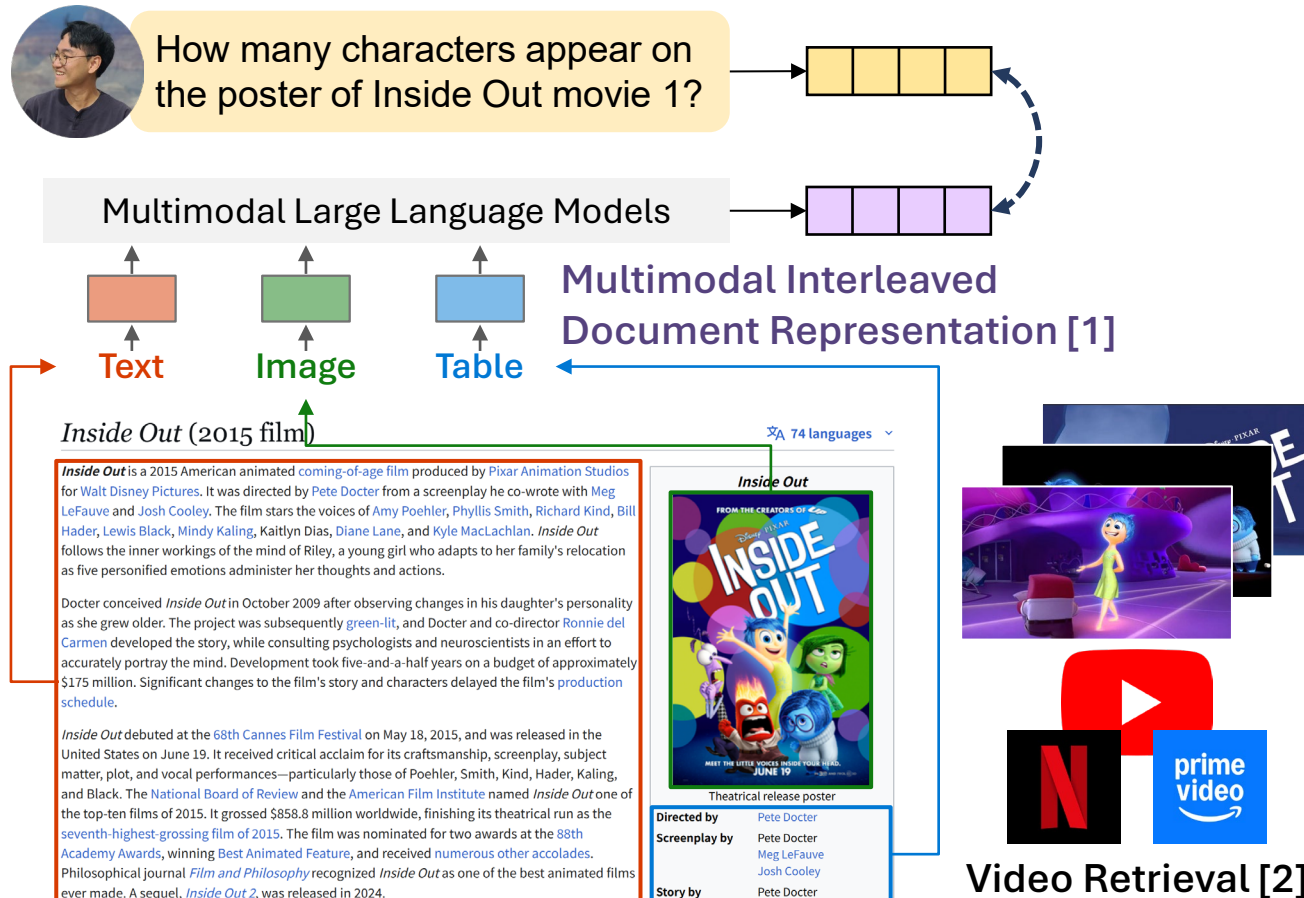 How many characters appear on
the poster of Inside Out movie 1?
Multimodal Large Language Models
Multimodal Interleaved
Document Representation [1]
Text
Image
Table
Inside Out (2015 film)
74 languages
Inside Out is a 2015 American animated coming-of-age film produced by Pixar Animation Studios
for Walt Disney Pictures. It was directed by Pete Docter from a screenplay he co-wrote with Meg
LeFauve and Josh Cooley. The film stars the voices of Amy Poehler, Phyllis Smith, Richard Kind, Bill
Hader, Lewis Black, Mindy Kaling, Kaitlyn Dias, Diane Lane, and Kyle MacLachlan. Inside Out
follows the inner workings of the mind of Riley, a young girl who adapts to her family's relocation
as five personified emotions administer her thoughts and actions.
Docter conceived Inside Out in October 2009 after observing changes in his daughter's personality
as she grew older. The project was subsequently green-lit, and Docter and co-director Ronnie del
Carmen developed the story, while consulting psychologists and neuroscientists in an effort to
accurately portray the mind. Development took five-and-a-half years on a budget of approximately
$175 million. Significant changes to the film's story and characters delayed the film's production
schedule.
Inside Out debuted at the 68th Cannes Film Festival on May 18, 2015, and was released in the
United States on June 19. It received critical acclaim for its craftsmanship, screenplay, subject
matter, plot, and vocal performances—particularly those of Poehler, Smith, Kind, Hader, Kaling,
and Black. The National Board of Review and the American Film Institute named Inside Out one of
the top-ten films of 2015. It grossed $858.8 million worldwide, finishing its theatrical run as the
seventh-highest-grossing film of 2015. The film was nominated for two awards at the 88th
Academy Awards, winning Best Animated Feature, and received numerous other accolades.
Philosophical journal Film and Philosophy recognized Inside Out as one of the best animated films
ever made. A sequel, Inside Out 2, was released in 2024.
Inside Out
FROM THE CREATORS OF
Disney PIXAR
INSIDE
OUT
MEET THE LITTLE VOICES INSIDE YOUR HEAD.
JUNE 19
Theatrical release poster
Directed by Pete Docter
Screenplay by Pete Docter
Meg LeFauve
Josh Cooley
Story by Pete Docter
PIXAR
DE
OUT
N
prime
video
Video Retrieval [2]